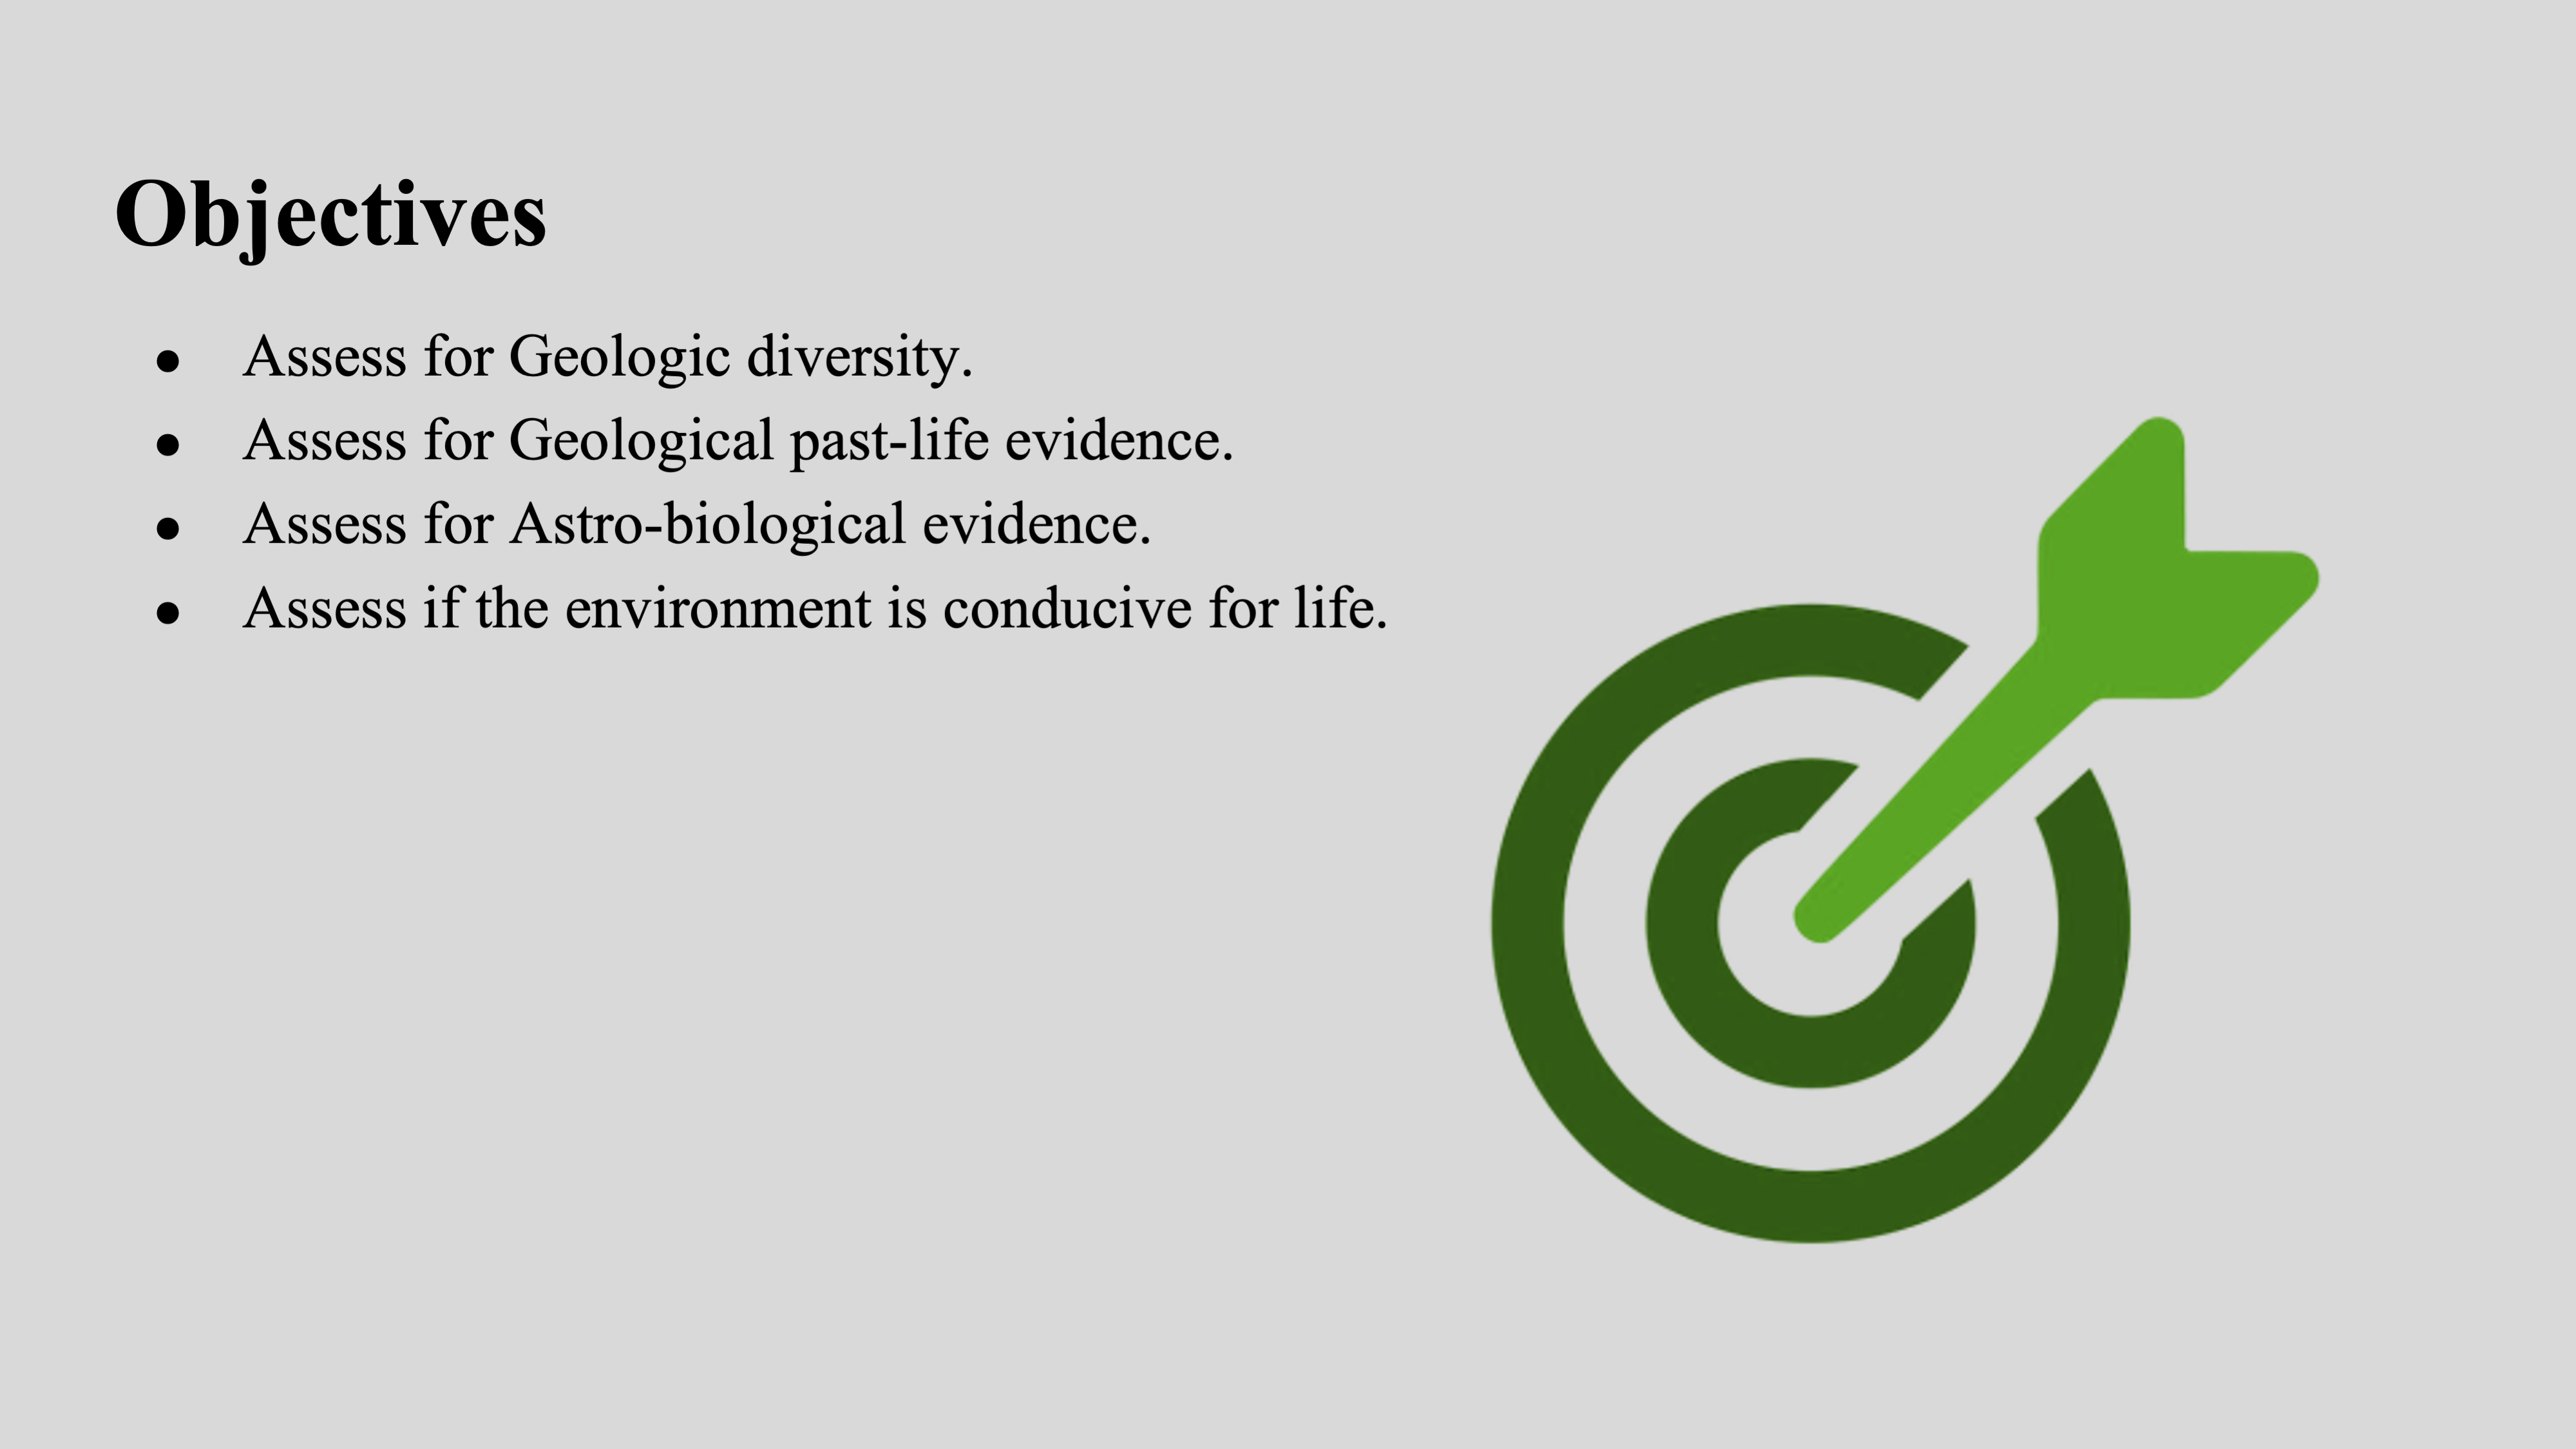 Objectives
● Assess for Geologic diversity.
● Assess for Geological past-life evidence.
● Assess for Astro-biological evidence.
● Assess if the environment is conducive for life.